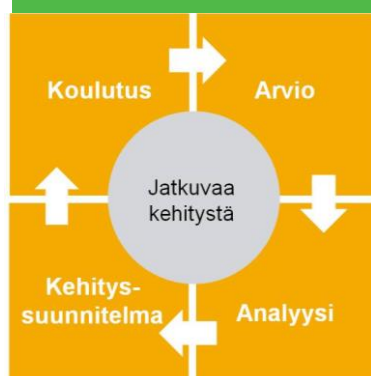 Koulutus
Arvio
Jatkuvaa
kehitystä
Kehitys-
suunnitelma
Analyysi